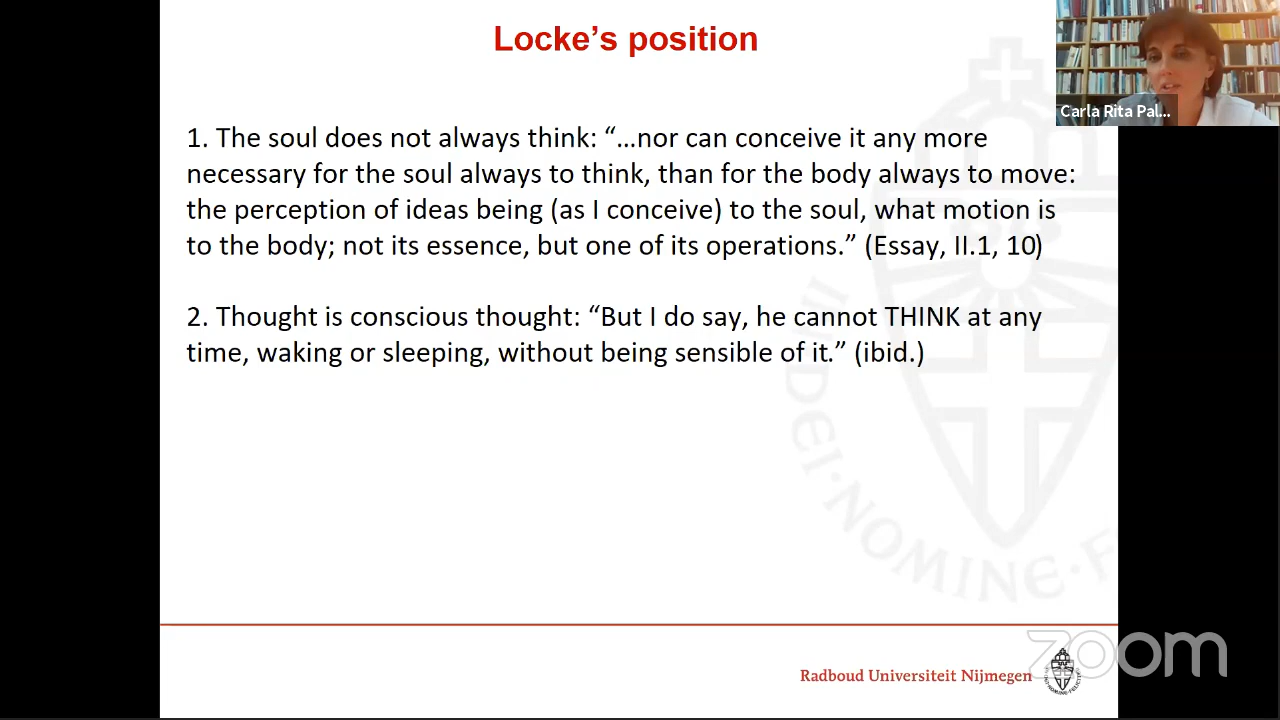 Locke’s position
Carla Rita Pal...
1. The soul does not always think: “…nor can conceive it any more
necessary for the soul always to think, than for the body always to move:
the perception of ideas being (as I conceive) to the soul, what motion is
to the body; not its essence, but one of its operations.” (Essay, II.1, 10)
2. Thought is conscious thought: “But I do say, he cannot THINK at any
time, waking or sleeping, without being sensible of it.” (ibid.)
DEI·NOMINE·F
zoom
Radboud Universiteit Nijmegen